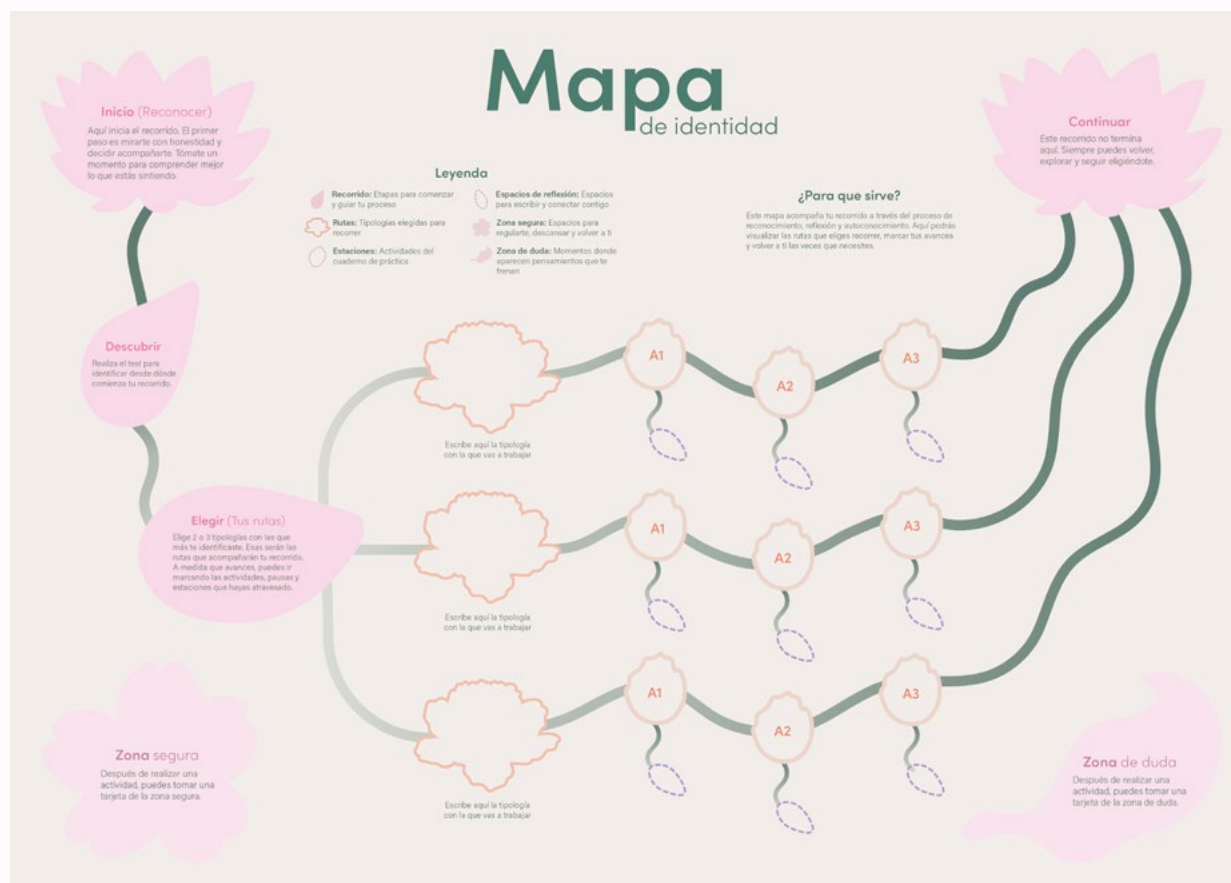 Mapa
de identidad
Inicio (Reconocer)
Aquí inicia el recorrido. El primer
paso es mirarte con honestidad y
decidir acompañarte. Tómate un
momento para comprender mejor
lo que estás sintiendo.
Continuar
Este recorrido no termina
aquí. Siempre puedes volver,
explorar y seguir eligiéndote.
Leyenda
Recorrido: Etapas para comenzar
y guiar tu proceso
Rutas: Tipologías elegidas para
recorrer
Estaciones: Actividades del
cuaderno de práctica
Espacios de reflexión: Espacios
para escribir y conectar contigo
Zona segura: Espacios para
regularte, descansar y volver a ti
Zona de duda: Momentos donde
aparecen pensamientos que te
frenan
¿Para que sirve?
Este mapa acompaña tu recorrido a través del proceso de
reconocimiento, reflexión y autoconocimiento. Aquí podrás
visualizar las rutas que eliges recorrer, marcar tus avances
y volver a ti las veces que necesites.
Descubrir
Realiza el test para
identificar desde dónde
comienza tu recorrido.
Elegir (Tus rutas)
Elige 2 o 3 tipologías con las que
más te identificaste. Esas serán las
rutas que acompañarán tu recorrido.
A medida que avances, puedes ir
marcando las actividades, pausas y
estaciones que hayas atravesado.
A1
A2
A3
Escribe aquí la tipología
con la que vas a trabajar
A1
A2
A3
Escribe aquí la tipología
con la que vas a trabajar
A1
A2
A3
Escribe aquí la tipología
con la que vas a trabajar
Zona segura
Después de realizar una
actividad, puedes tomar una
tarjeta de la zona segura.
Zona de duda
Después de realizar una
actividad, puedes tomar una
tarjeta de la zona de duda.